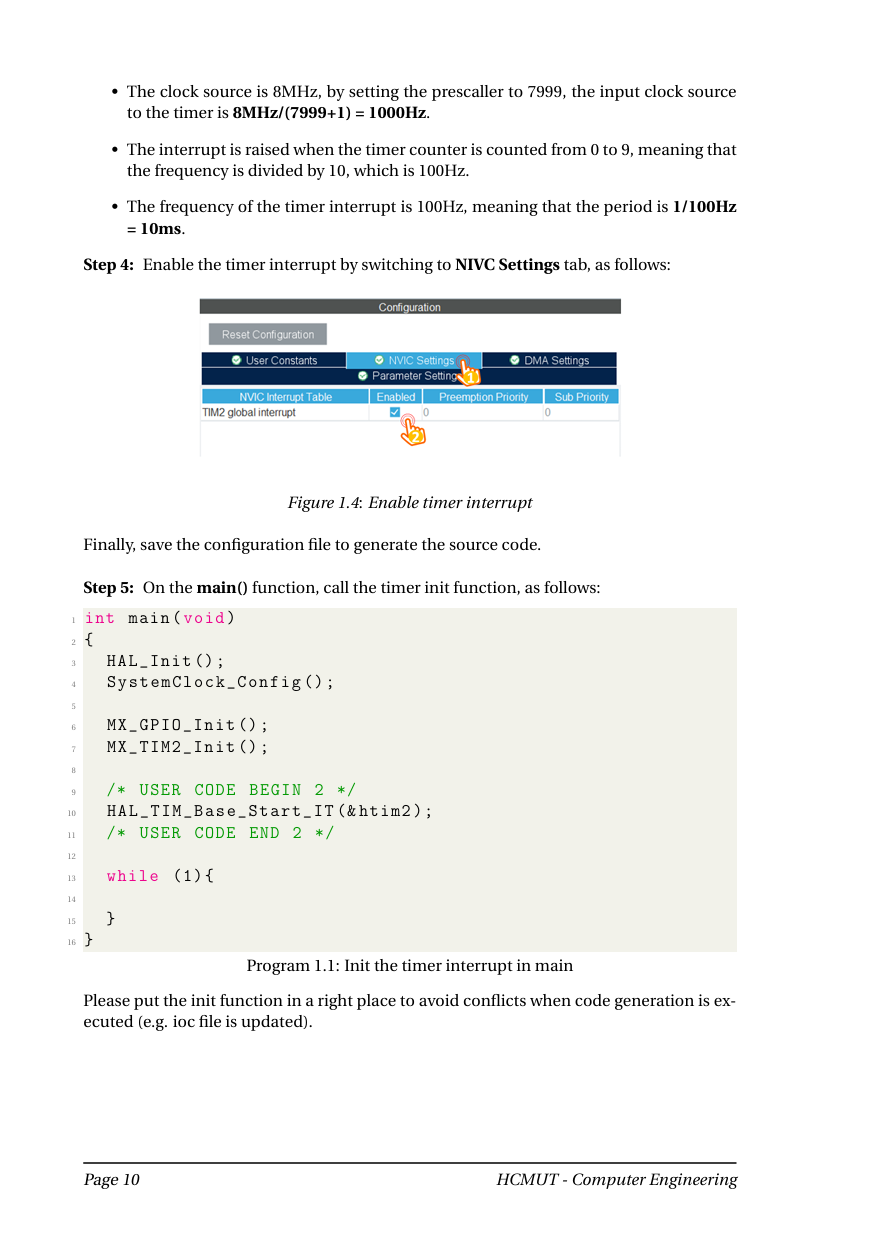 • The clock source is 8MHz, by setting the prescaller to 7999, the input clock source
to the timer is 8MHz/(7999+1) = 1000Hz.
• The interrupt is raised when the timer counter is counted from 0 to 9, meaning that
the frequency is divided by 10, which is 100Hz.
• The frequency of the timer interrupt is 100Hz, meaning that the period is 1/100Hz
= 10ms.
Step 4: Enable the timer interrupt by switching to NIVC Settings tab, as follows:
Configuration
Reset Configuration
User Constants NVIC Settings DMA Settings
Parameter Setting
NVIC Interrupt Table Enabled Preemption Priority Sub Priority
TIM2 global interrupt 0 0
1
2
Figure 1.4: Enable timer interrupt
Finally, save the configuration file to generate the source code.
Step 5: On the main() function, call the timer init function, as follows:
1 int main(void)
2 {
3 HAL_Init();
4 SystemClock_Config();
5
6 MX_GPIO_Init();
7 MX_TIM2_Init();
8
9 /* USER CODE BEGIN 2 */
10 HAL_TIM_Base_Start_IT(&htim2);
11 /* USER CODE END 2 */
12
13 while (1){
14
15 }
16 }
Program 1.1: Init the timer interrupt in main
Please put the init function in a right place to avoid conflicts when code generation is ex-
ecuted (e.g. ioc file is updated).
Page 10 HCMUT - Computer Engineering